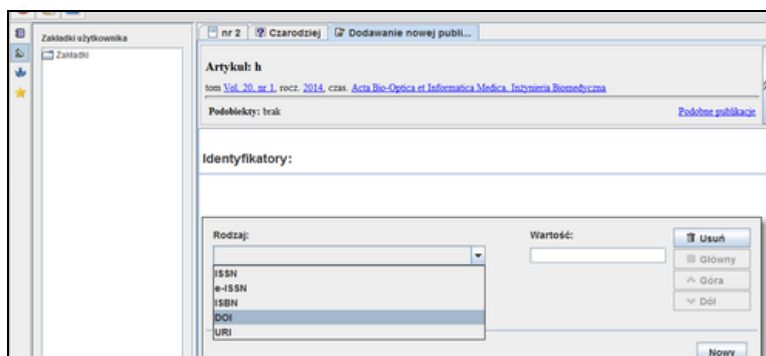 Zakładki użytkownika
Zakładki
nr 2
Czarodziej
Dodawanie nowej publi...
Artykuł: h
tom Vol. 20, nr 1, rocz. 2014, czas. Acta Bio-Optica et Informatica Medica. Inżynieria Biomedyczna
Podobiekty: brak
Podobne publikacje
Identyfikatory:
Rodzaj:
Wartość:
ISSN
e-ISSN
ISBN
DOI
URI
Usuń
Główny
Góra
Dół
Nowy